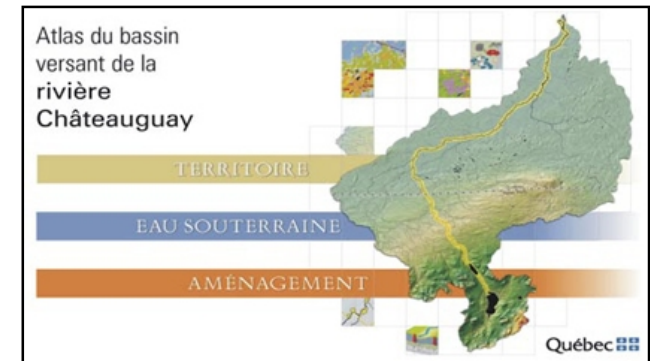 Atlas du bassin
versant de la
rivière
Châteauguay
TERRITOIRE
EAU SOUTERRAINE
AMÉNAGEMENT
Québec